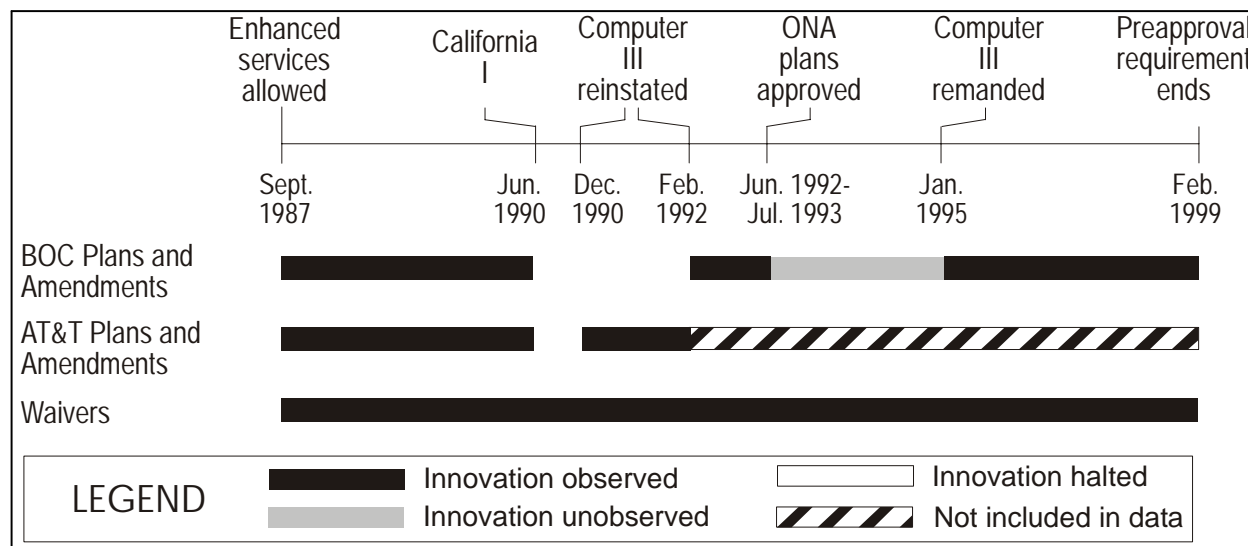 Enhanced
services
allowed
California
I
Computer
III
reinstated
ONA
plans
approved
Computer
III
remanded
Preapproval
requirement
ends
Sept.
1987
Jun.
1990
Dec.
1990
Feb.
1992
Jun. 1992-
Jul. 1993
Jan.
1995
Feb.
1999
BOC Plans and
Amendments
AT&T Plans and
Amendments
Waivers
LEGEND
Innovation observed
Innovation unobserved
Innovation halted
Not included in data